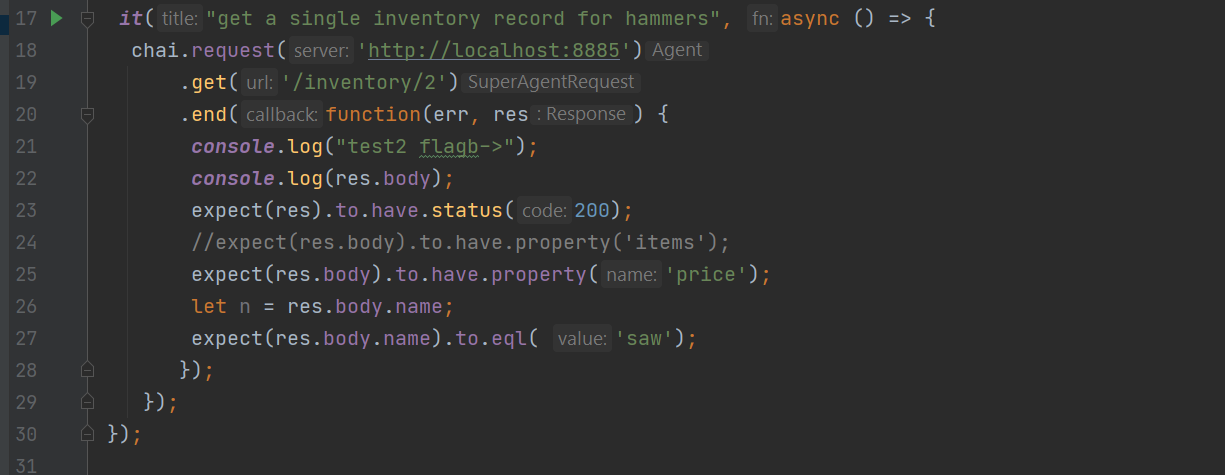 17 it( title: "get a single inventory record for hammers", fn: async () => {
18 chai.request( server: 'http://localhost:8885') Agent
19 .get( url: '/inventory/2') SuperAgentRequest
20 .end( callback: function(err, res : Response ) {
21 console.log("test2 flagb->");
22 console.log(res.body);
23 expect(res).to.have.status( code: 200);
24 //expect(res.body).to.have.property('items');
25 expect(res.body).to.have.property( name: 'price');
26 let n = res.body.name;
27 expect(res.body.name).to.eql( value: 'saw');
28 });
29 });
30 });
31